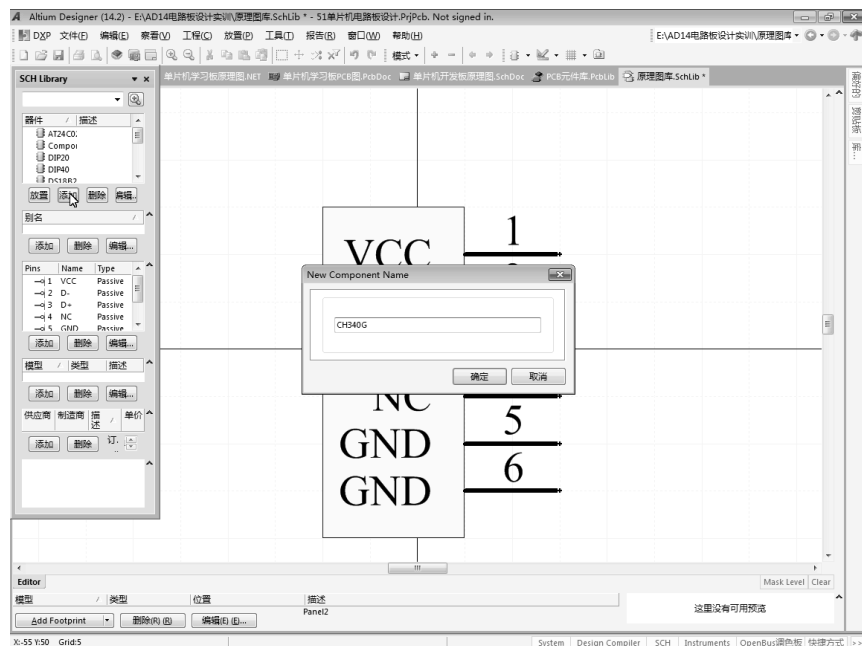 Altium Designer (14.2) - E:\AD14电路板设计实训\原理图库.SchLib * - 51单片机电路板设计.PrjPcb. Not signed in.
DXP 文件(F) 编辑(E) 察看(V) 工程(C) 放置(P) 工具(T) 报告(R) 窗口(W) 帮助(H) E:\AD14电路板设计实训\原理图库
模式
SCH Library
单片机学习板原理图.NET 单片机学习板PCB图.PcbDoc 单片机开发板原理图.SchDoc PCB元件库.PcbLib 原理图库.SchLib *
器件 / 描述
AT24C02
Compoi
DIP20
DIP40
DS18B2
放置 添加 删除 编辑..
别名 /
添加 删除 编辑...
Pins Name Type
1 VCC Passive
2 D- Passive
3 D+ Passive
4 NC Passive
5 GND Passive
添加 删除 编辑...
模型 / 类型 描述
添加 删除 编辑...
供应商 制造商 描述 / 单价
添加 删除 订...
VCC 1
New Component Name
CH340G
确定 取消
NC
GND 5
GND 6
Editor Mask Level Clear
模型 / 类型 位置 描述
Panel2
这里没有可用预览
Add Footprint 删除(R) (R) 编辑(E) (E)...
X:-55 Y:50 Grid:5 System Design Compiler SCH Instruments OpenBus调色板 快捷方式 >>